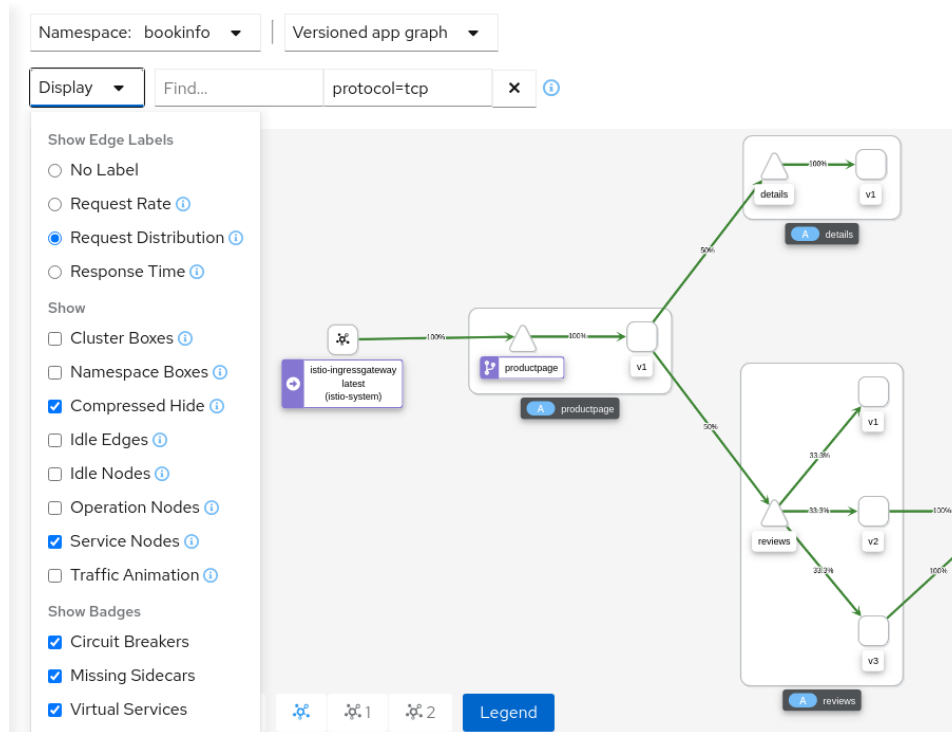 Namespace: bookinfo
Versioned app graph
Display
Find...
protocol=tcp
Show Edge Labels
No Label
Request Rate
Request Distribution
Response Time
Show
Cluster Boxes
Namespace Boxes
Compressed Hide
Idle Edges
Idle Nodes
Operation Nodes
Service Nodes
Traffic Animation
Show Badges
Circuit Breakers
Missing Sidecars
Virtual Services
100%
details
v1
A details
50%
100%
100%
istio-ingressgateway
latest
(istio-system)
productpage
v1
A productpage
50%
v1
33.3%
33.3%
100%
reviews
v2
33.3%
100%
v3
A reviews
1
2
Legend